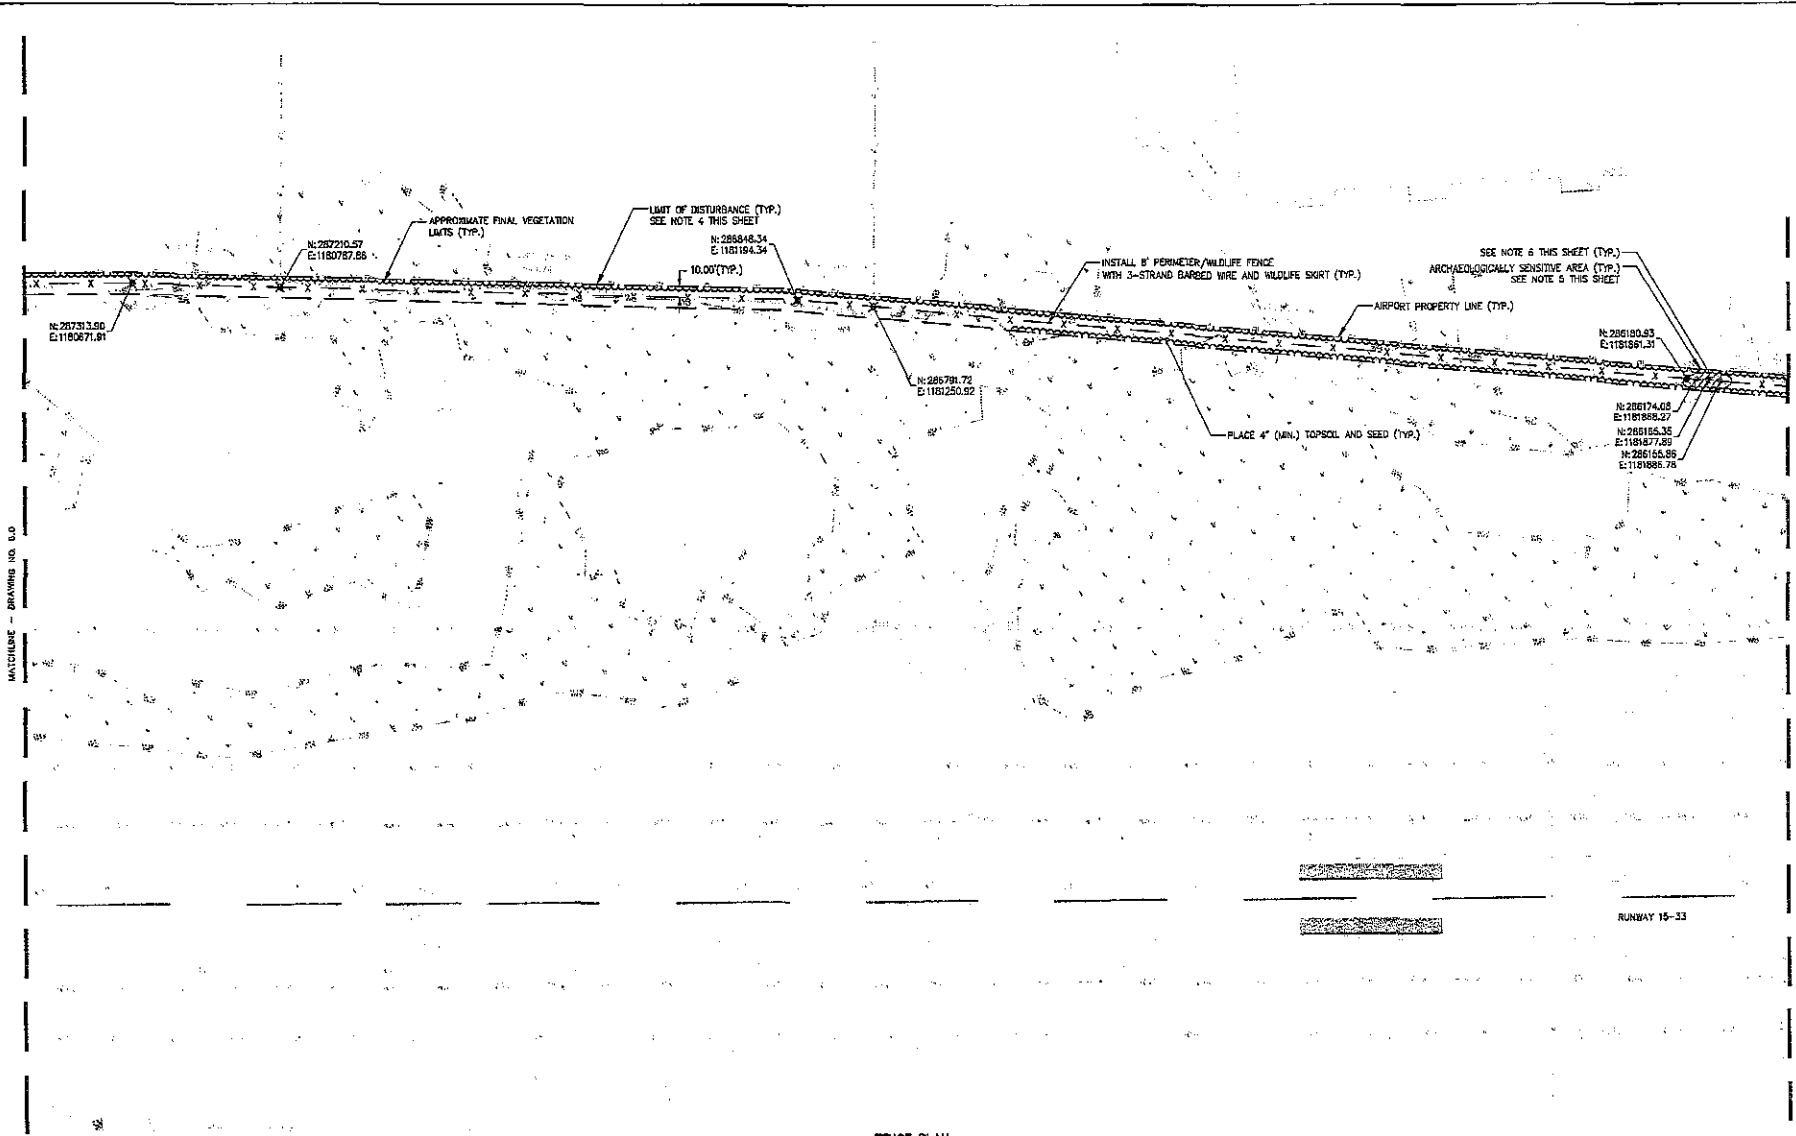 APPROXIMATE FINAL VEGETATION
LIMITS (TYP.)
LIMIT OF DISTURBANCE (TYP.)
SEE NOTE 4 THIS SHEET
N:287210.57
E:1180787.88
N:286848.34
E:1181194.34
10.00'(TYP.)
INSTALL 8' PERIMETER/WILDLIFE FENCE
WITH 3-STRAND BARBED WIRE AND WILDLIFE SKIRT (TYP.)
SEE NOTE 6 THIS SHEET (TYP.)
ARCHAEOLOGICALLY SENSITIVE AREA (TYP.)
SEE NOTE 5 THIS SHEET
AIRPORT PROPERTY LINE (TYP.)
N:287313.90
E:1180671.91
N:286180.93
E:1181861.31
N:286791.72
E:1181250.92
N:286174.08
E:1181868.27
PLACE 4" (MIN.) TOPSOIL AND SEED (TYP.)
N:286165.35
E:1181877.89
N:286155.86
E:1181886.78
MATCHLINE - DRAWING NO.
RUNWAY 15-33